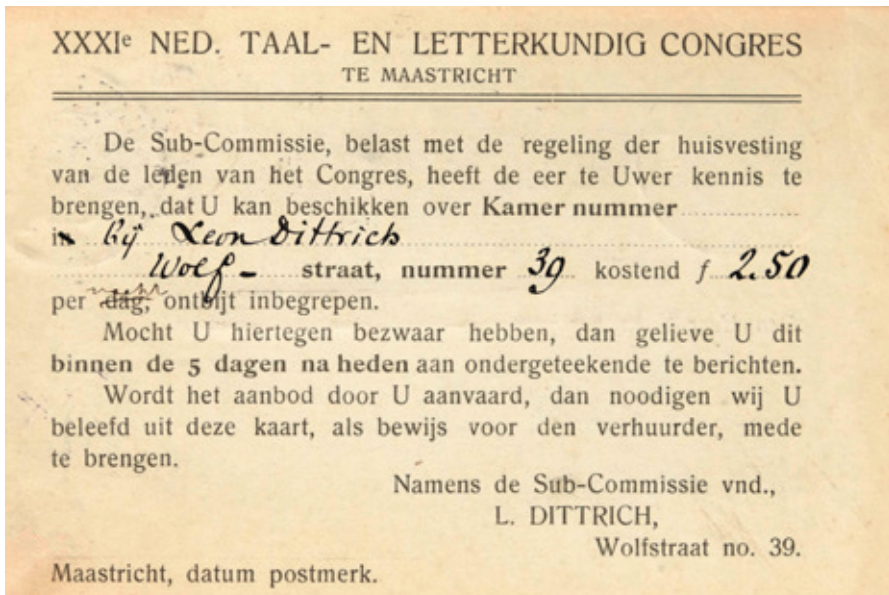 XXXIe NED. TAAL- EN LETTERKUNDIG CONGRES
TE MAASTRICHT
De Sub-Commissie, belast met de regeling der huisvesting
van de leden van het Congres, heeft de eer te Uwer kennis te
brengen, dat U kan beschikken over Kamer nummer
in bij Leon Dittrich
Wolf- straat, nummer 39 kostend f 2.50
nacht
per dag, ontbijt inbegrepen.
Mocht U hiertegen bezwaar hebben, dan gelieve U dit
binnen de 5 dagen na heden aan ondergeteekende te berichten.
Wordt het aanbod door U aanvaard, dan noodigen wij U
beleefd uit deze kaart, als bewijs voor den verhuurder, mede
te brengen.
Namens de Sub-Commissie vnd.,
L. DITTRICH,
Wolfstraat no. 39.
Maastricht, datum postmerk.